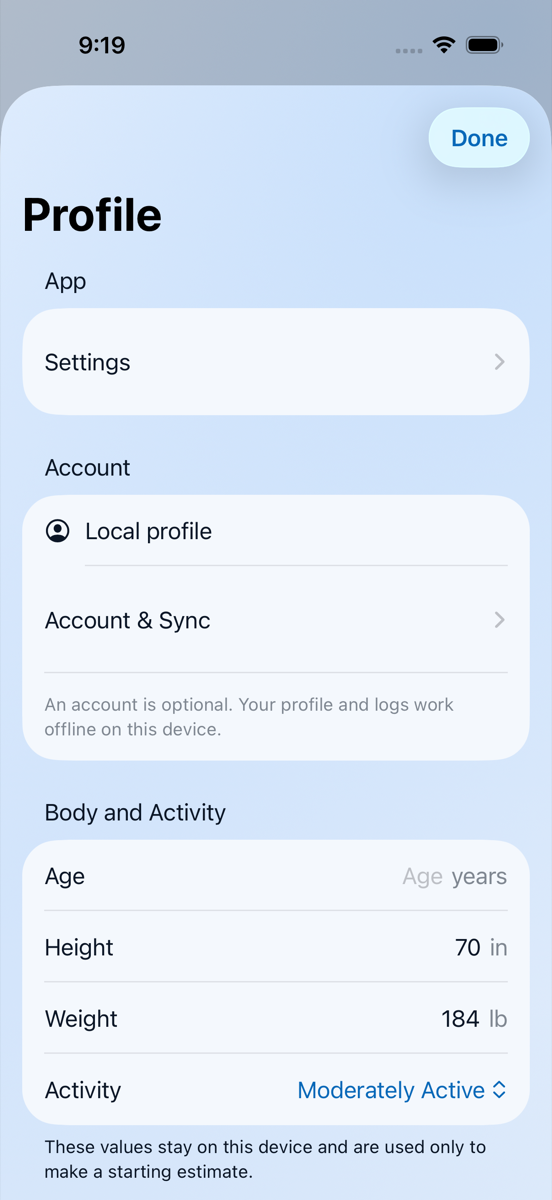 9:19
Done
Profile
App
Settings
Account
Local profile
Account & Sync
An account is optional. Your profile and logs work
offline on this device.
Body and Activity
Age Age years
Height 70 in
Weight 184 lb
Activity Moderately Active
These values stay on this device and are used only to
make a starting estimate.